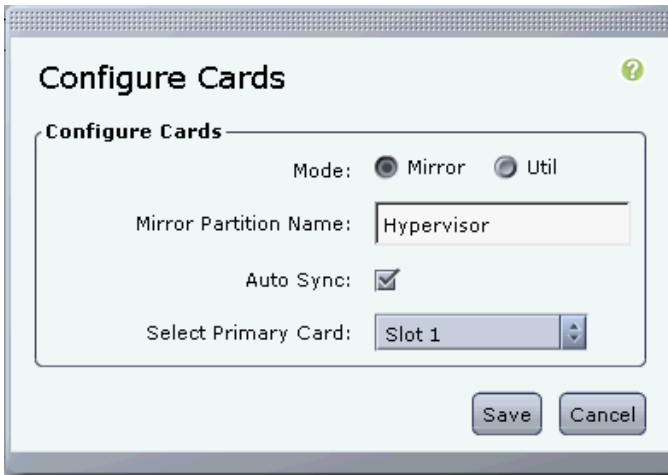 Configure Cards
Configure Cards
Mode: Mirror Util
Mirror Partition Name: Hypervisor
Auto Sync:
Select Primary Card: Slot 1
Save Cancel